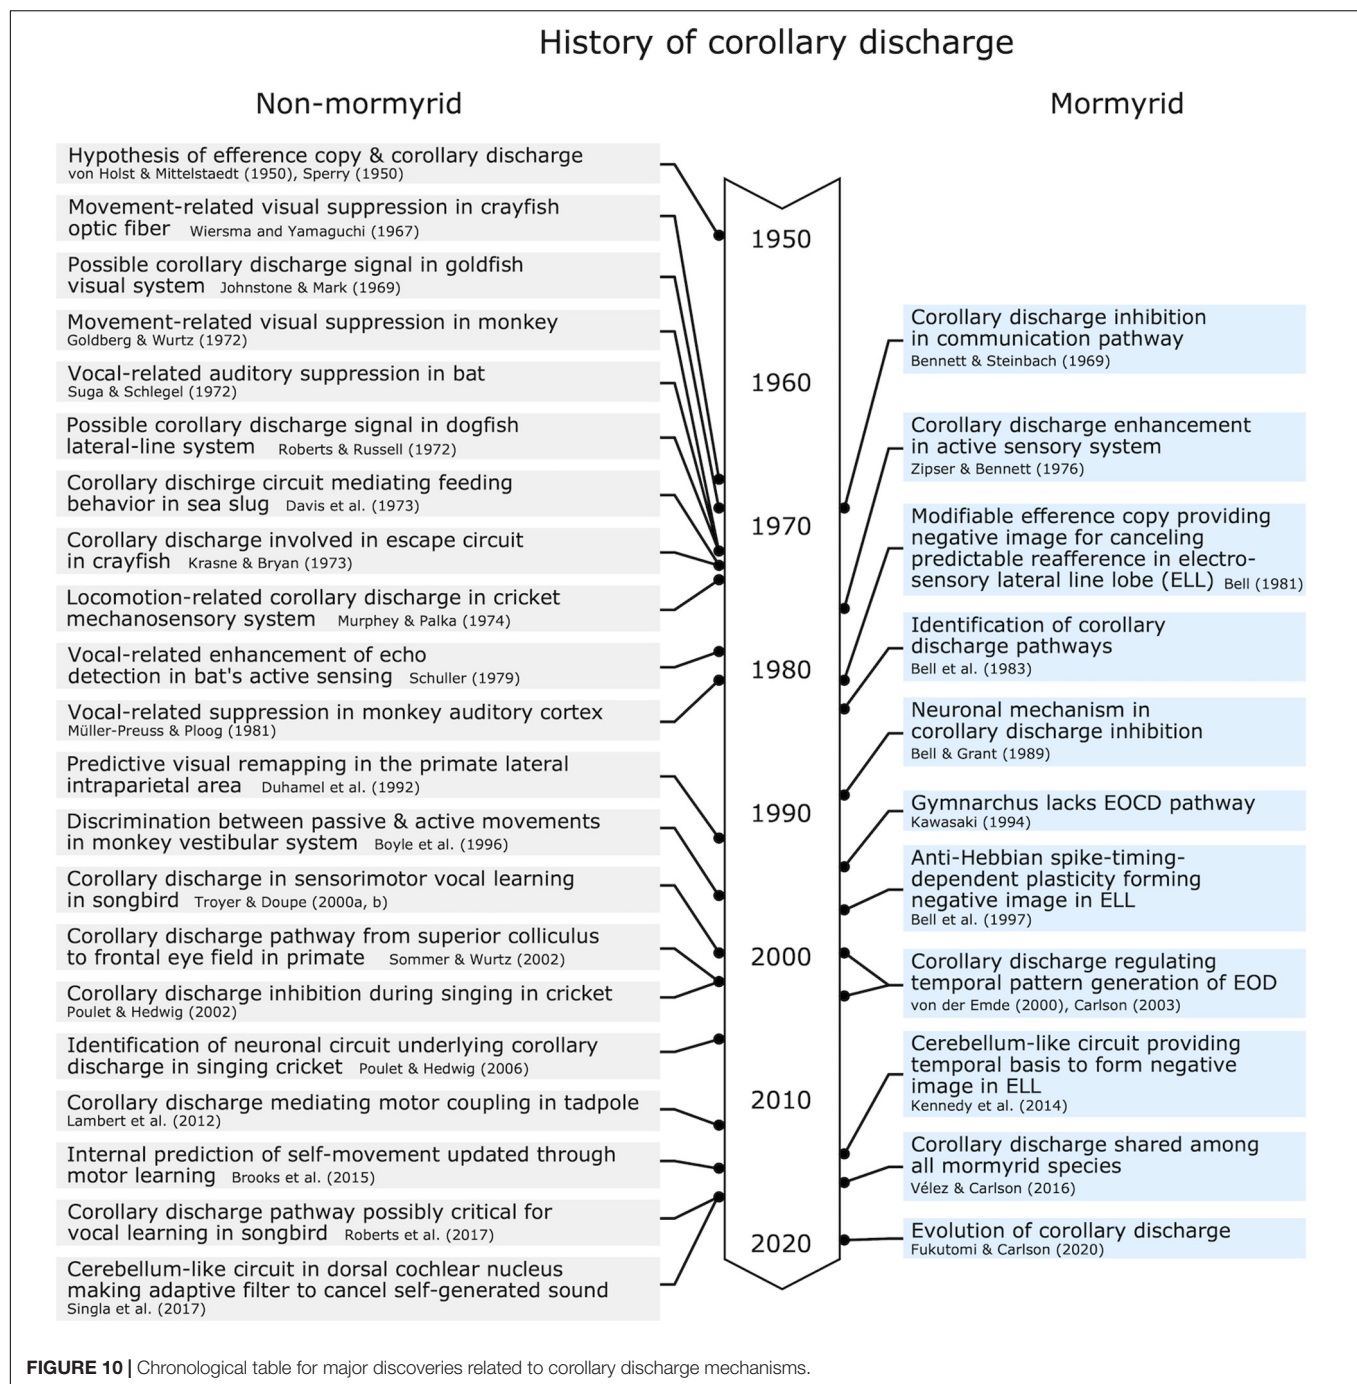 History of corollary discharge
Non-mormyrid
Mormyrid
Hypothesis of efference copy & corollary discharge
von Holst & Mittelstaedt (1950), Sperry (1950)
Movement-related visual suppression in crayfish
optic fiber Wiersma and Yamaguchi (1967)
Possible corollary discharge signal in goldfish
visual system Johnstone & Mark (1969)
Movement-related visual suppression in monkey
Goldberg & Wurtz (1972)
Vocal-related auditory suppression in bat
Suga & Schlegel (1972)
Possible corollary discharge signal in dogfish
lateral-line system Roberts & Russell (1972)
Corollary dischirge circuit mediating feeding
behavior in sea slug Davis et al. (1973)
Corollary discharge involved in escape circuit
in crayfish Krasne & Bryan (1973)
Locomotion-related corollary discharge in cricket
mechanosensory system Murphey & Palka (1974)
Vocal-related enhancement of echo
detection in bat's active sensing Schuller (1979)
Vocal-related suppression in monkey auditory cortex
Müller-Preuss & Ploog (1981)
Predictive visual remapping in the primate lateral
intraparietal area Duhamel et al. (1992)
Discrimination between passive & active movements
in monkey vestibular system Boyle et al. (1996)
Corollary discharge in sensorimotor vocal learning
in songbird Troyer & Doupe (2000a, b)
Corollary discharge pathway from superior colliculus
to frontal eye field in primate Sommer & Wurtz (2002)
Corollary discharge inhibition during singing in cricket
Poulet & Hedwig (2002)
Identification of neuronal circuit underlying corollary
discharge in singing cricket Poulet & Hedwig (2006)
Corollary discharge mediating motor coupling in tadpole
Lambert et al. (2012)
Internal prediction of self-movement updated through
motor learning Brooks et al. (2015)
Corollary discharge pathway possibly critical for
vocal learning in songbird Roberts et al. (2017)
Cerebellum-like circuit in dorsal cochlear nucleus
making adaptive filter to cancel self-generated sound
Singla et al. (2017)
1950
1960
1970
1980
1990
2000
2010
2020
Corollary discharge inhibition
in communication pathway
Bennett & Steinbach (1969)
Corollary discharge enhancement
in active sensory system
Zipser & Bennett (1976)
Modifiable efference copy providing
negative image for canceling
predictable reafference in electro-
sensory lateral line lobe (ELL) Bell (1981)
Identification of corollary
discharge pathways
Bell et al. (1983)
Neuronal mechanism in
corollary discharge inhibition
Bell & Grant (1989)
Gymnarchus lacks EOCD pathway
Kawasaki (1994)
Anti-Hebbian spike-timing-
dependent plasticity forming
negative image in ELL
Bell et al. (1997)
Corollary discharge regulating
temporal pattern generation of EOD
von der Emde (2000), Carlson (2003)
Cerebellum-like circuit providing
temporal basis to form negative
image in ELL
Kennedy et al. (2014)
Corollary discharge shared among
all mormyrid species
Vélez & Carlson (2016)
Evolution of corollary discharge
Fukutomi & Carlson (2020)
FIGURE 10 | Chronological table for major discoveries related to corollary discharge mechanisms.